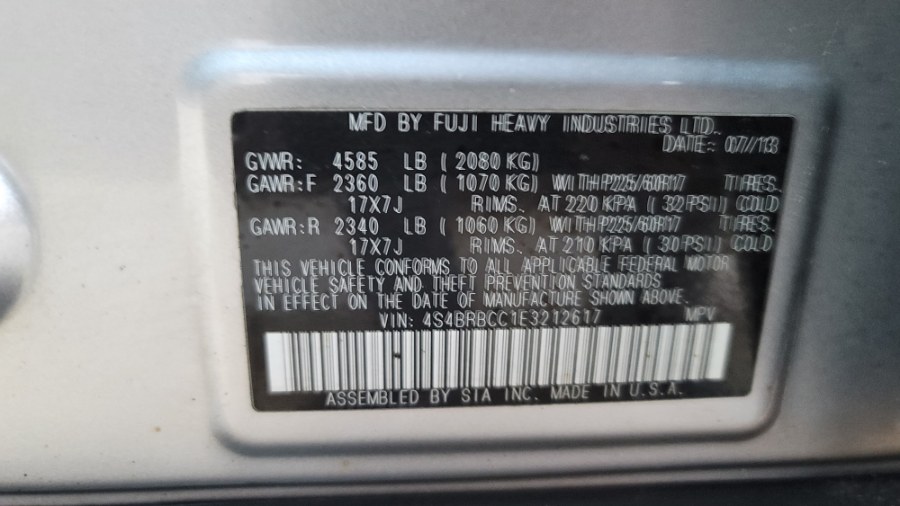 MFD BY FUJI HEAVY INDUSTRIES LTD.
DATE: 07/13
GVWR: 4585 LB ( 2080 KG)
GAWR:F 2360 LB ( 1070 KG) WITH P225/60R17 TIRES.
17X7J RIMS. AT 220 KPA ( 32 PSI) COLD
GAWR:R 2340 LB ( 1060 KG) WITH P225/60R17 TIRES.
17X7J RIMS. AT 210 KPA ( 30 PSI) COLD
THIS VEHICLE CONFORMS TO ALL APPLICABLE FEDERAL MOTOR
VEHICLE SAFETY AND THEFT PREVENTION STANDARDS
IN EFFECT ON THE DATE OF MANUFACTURE SHOWN ABOVE.
VIN: 4S4BRBCC1E3212617 MPV
ASSEMBLED BY SIA INC. MADE IN U.S.A.